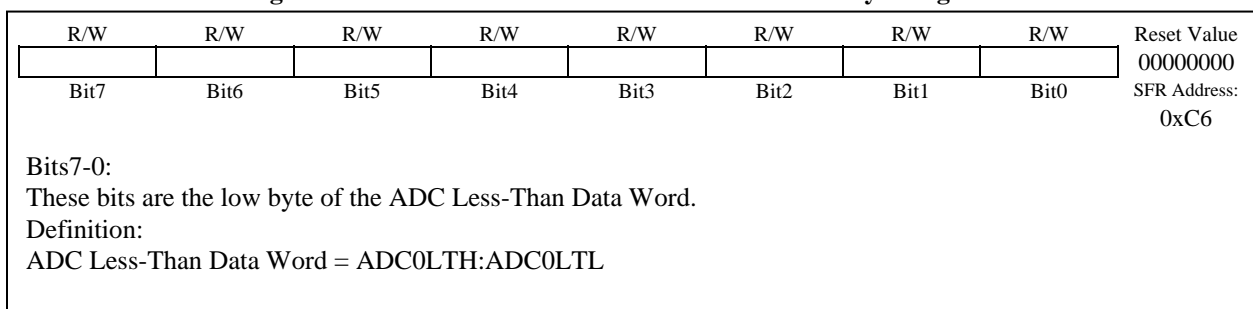 R/W R/W R/W R/W R/W R/W R/W R/W Reset Value
00000000
Bit7 Bit6 Bit5 Bit4 Bit3 Bit2 Bit1 Bit0 SFR Address:
0xC6
Bits7-0:
These bits are the low byte of the ADC Less-Than Data Word.
Definition:
ADC Less-Than Data Word = ADC0LTH:ADC0LTL